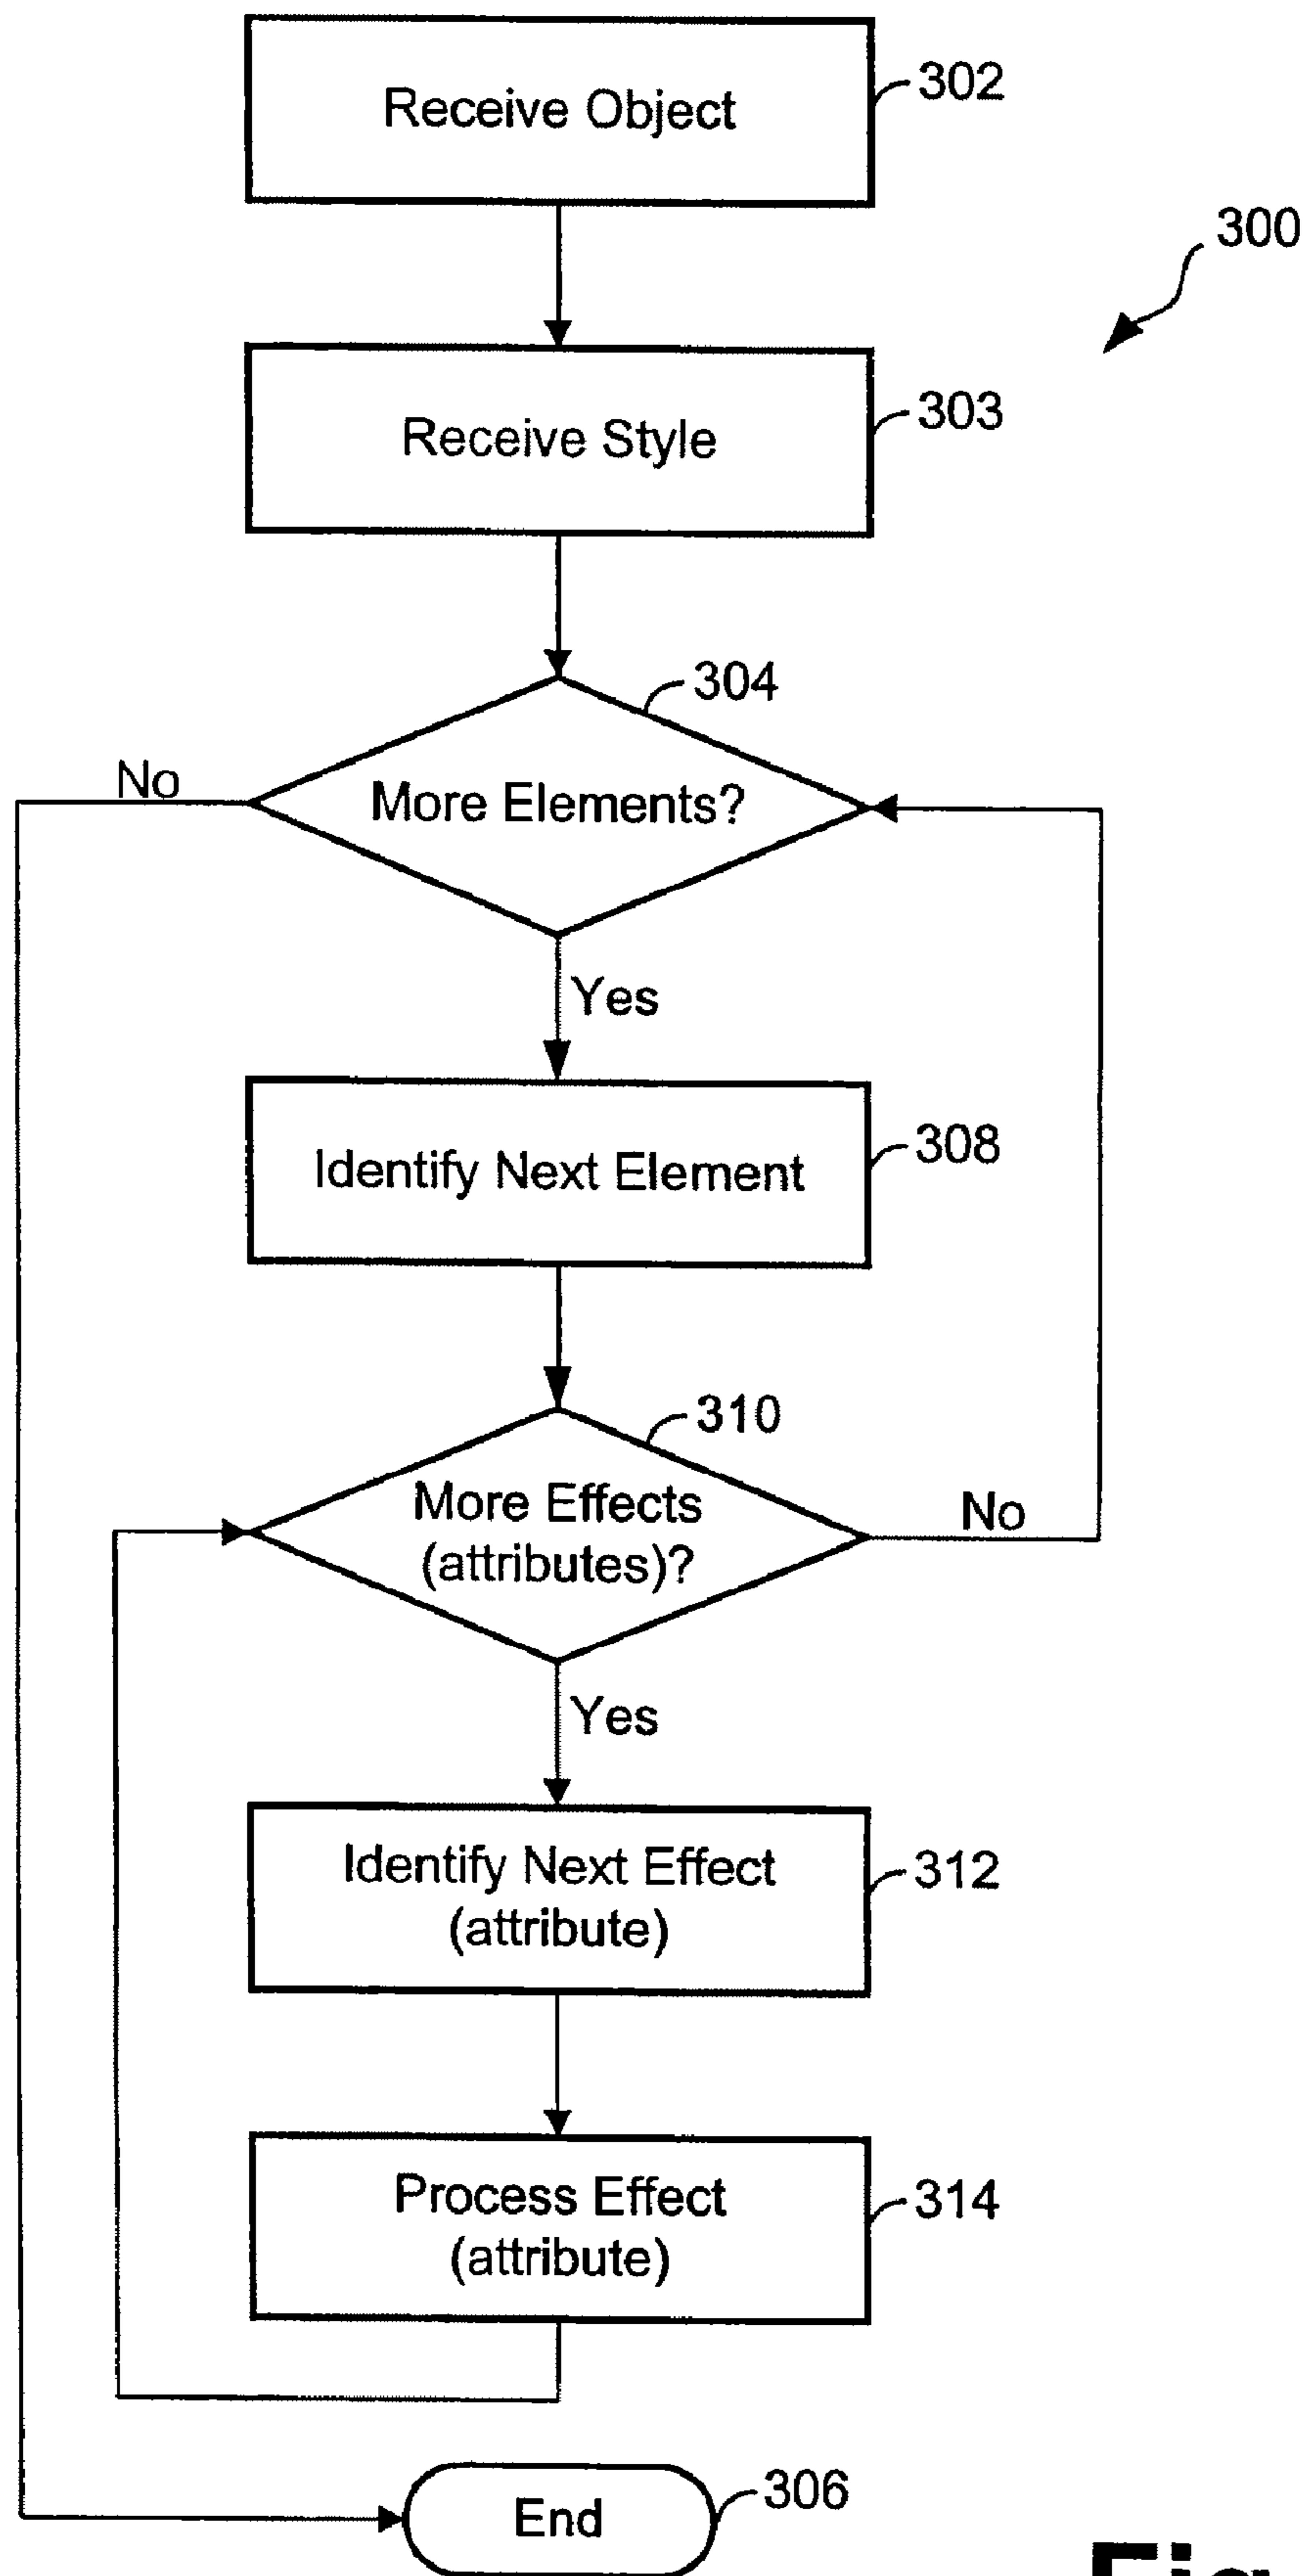 Receive Object
302
300
Receive Style
303
304
No
More Elements?
Yes
Identify Next Element
308
310
More Effects
(attributes)?
No
Yes
Identify Next Effect
(attribute)
312
Process Effect
(attribute)
314
End
306